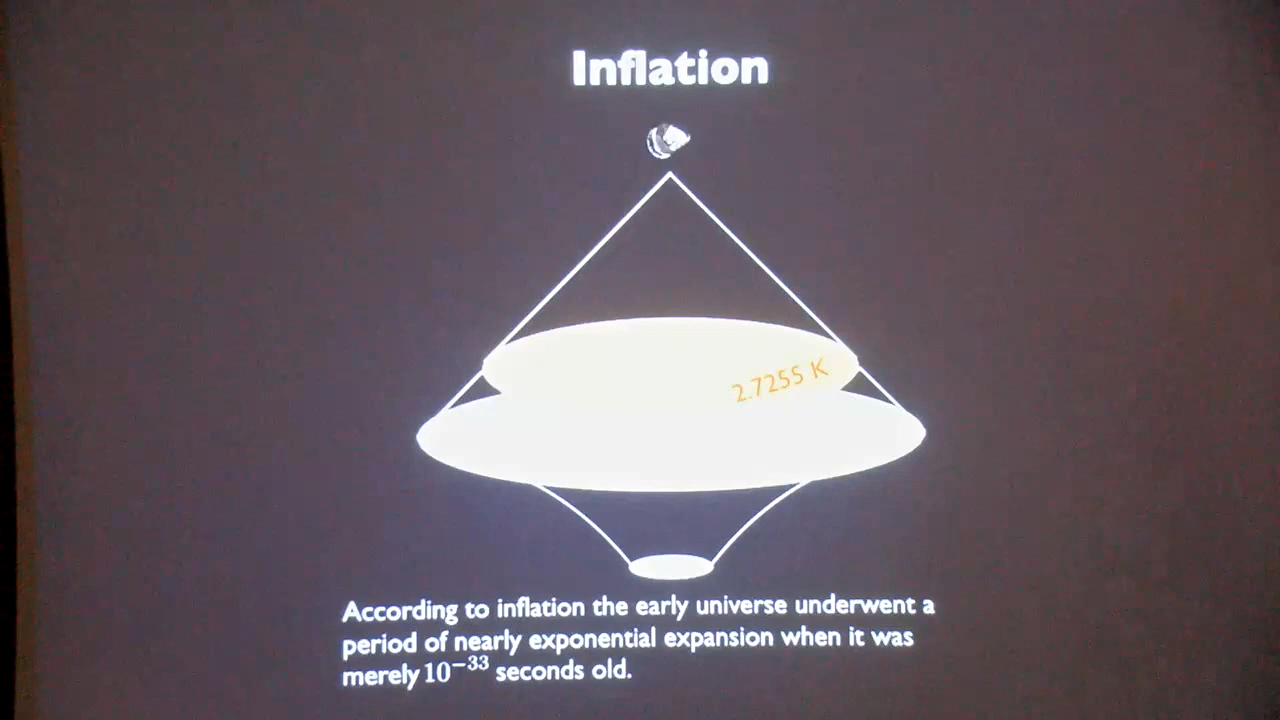 Inflation
2.7255 K
According to inflation the early universe underwent a
period of nearly exponential expansion when it was
merely 10⁻³³ seconds old.